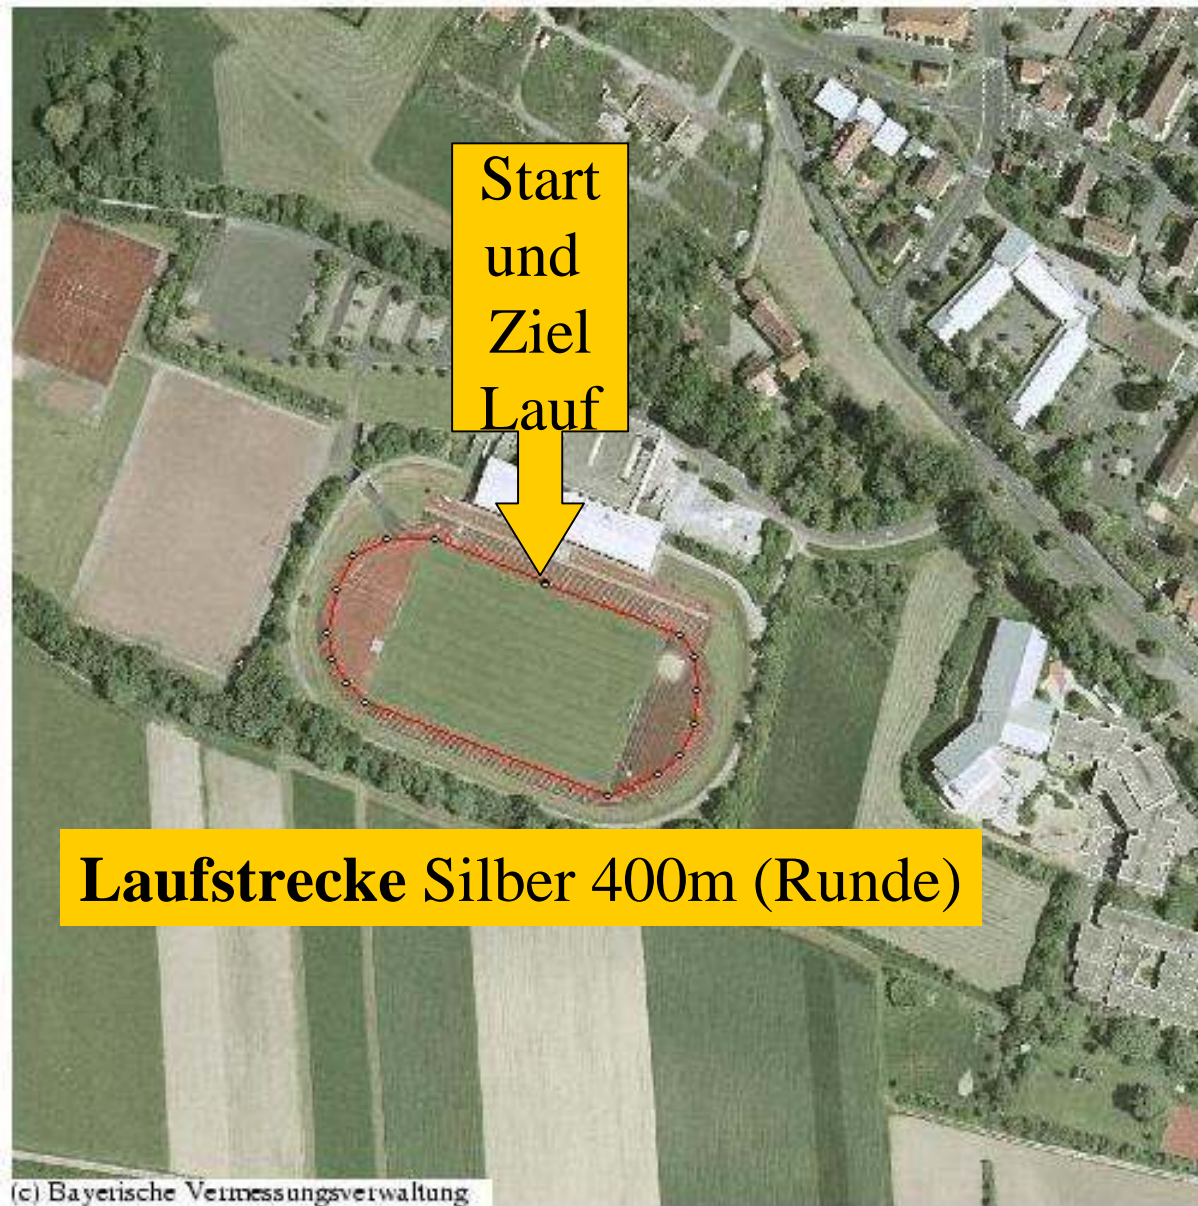 Start
und
Ziel
Lauf
Laufstrecke Silber 400m (Runde)
(c) Bayerische Vermessungsverwaltung